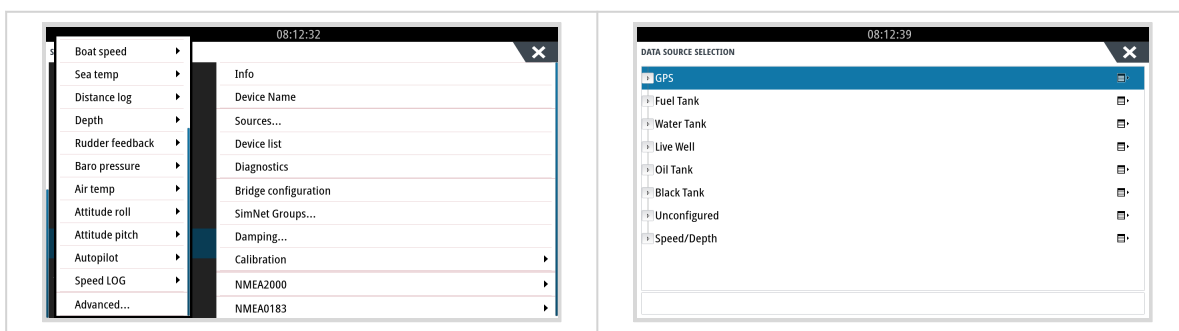 08:12:32
S
Boat speed
Sea temp
Distance log
Depth
Rudder feedback
Baro pressure
Air temp
Attitude roll
Attitude pitch
Autopilot
Speed LOG
Advanced...
Info
Device Name
Sources...
Device list
Diagnostics
Bridge configuration
SimNet Groups...
Damping...
Calibration
NMEA2000
NMEA0183
08:12:39
DATA SOURCE SELECTION
GPS
Fuel Tank
Water Tank
Live Well
Oil Tank
Black Tank
Unconfigured
Speed/Depth